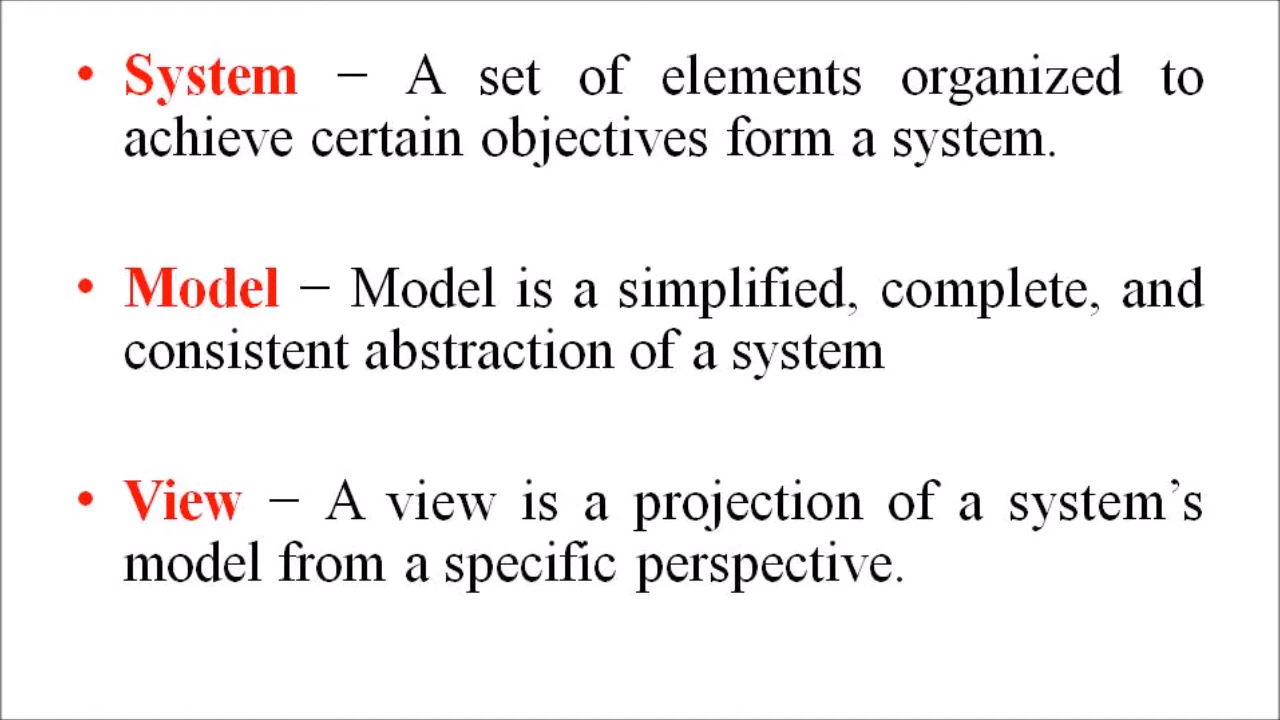 • System – A set of elements organized to
achieve certain objectives form a system.
• Model – Model is a simplified, complete, and
consistent abstraction of a system
• View – A view is a projection of a system’s
model from a specific perspective.